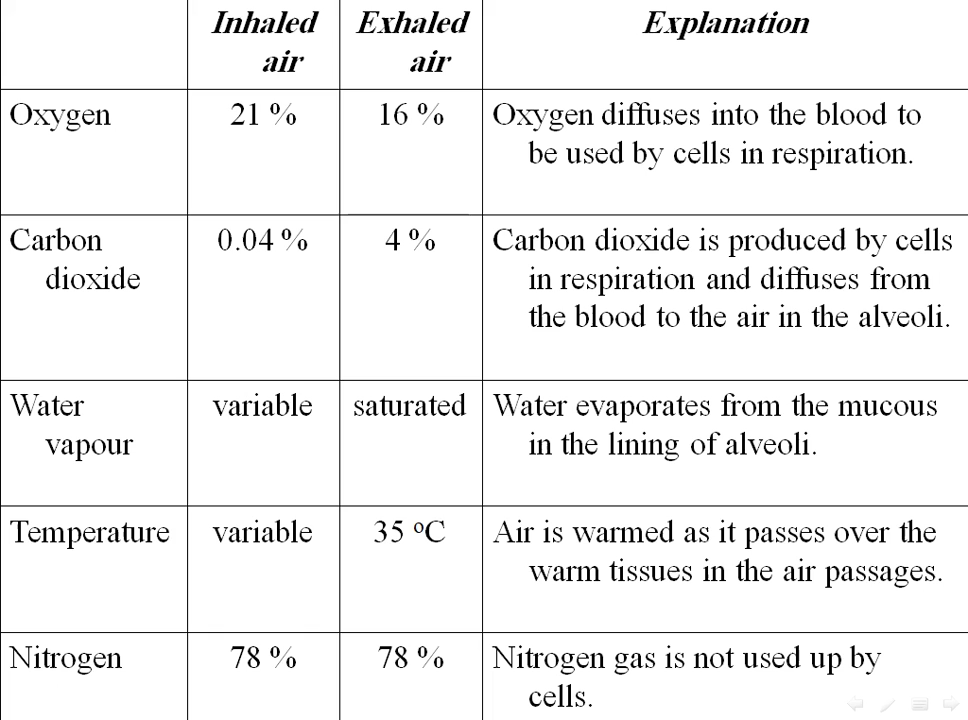 Inhaled air
Exhaled air
Explanation
Oxygen
21 %
16 %
Oxygen diffuses into the blood to
be used by cells in respiration.
Carbon
dioxide
0.04 %
4 %
Carbon dioxide is produced by cells
in respiration and diffuses from
the blood to the air in the alveoli.
Water
vapour
variable
saturated
Water evaporates from the mucous
in the lining of alveoli.
Temperature
variable
35 °C
Air is warmed as it passes over the
warm tissues in the air passages.
Nitrogen
78 %
78 %
Nitrogen gas is not used up by
cells.